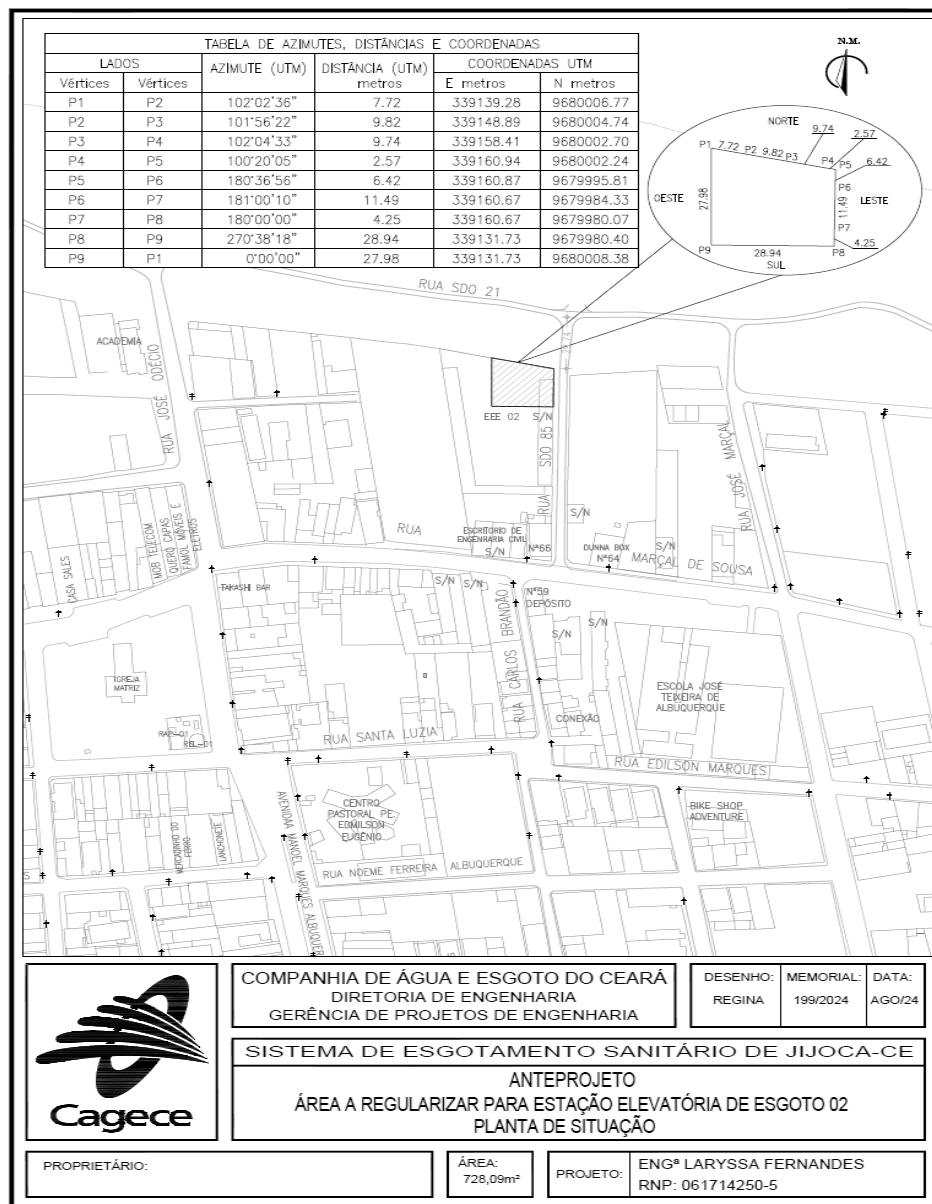 TABELA DE AZIMUTES, DISTÂNCIAS E COORDENADAS
LADOS AZIMUTE (UTM) DISTÂNCIA (UTM) metros COORDENADAS UTM
Vértices Vértices E metros N metros
P1 P2 102°02'36" 7.72 339139.28 9680006.77
P2 P3 101°56'22" 9.82 339148.89 9680004.74
P3 P4 102°04'33" 9.74 339158.41 9680002.70
P4 P5 100°20'05" 2.57 339160.94 9680002.24
P5 P6 180°36'56" 6.42 339160.87 9679995.81
P6 P7 181°00'10" 11.49 339160.67 9679984.33
P7 P8 180°00'00" 4.25 339160.67 9679980.07
P8 P9 270°38'18" 28.94 339131.73 9679980.40
P9 P1 0°00'00" 27.98 339131.73 9680008.38
N.M.
NORTE
9.74
2.57
P1 7.72 P2 9.82 P3
P4 P5
6.42
P6
OESTE
27.98
11.49
LESTE
P7
4.25
P9
28.94
P8
SUL
RUA SDO 21
ACADEMIA
RUA JOSÉ ODÉCIO
EEE 02
S/N
RUA SDO 85
RUA JOSÉ MARÇAL
S/N
CASA SALES
MOB TELECOM
QUERO CAPAS
FAMOL MÓVEIS E
ELETROS
RUA
ESCRITÓRIO DE
ENGENHARIA CIVIL
S/N
N°66
DUNNA BOX
N°64
S/N
MARÇAL DE SOUSA
TAKASHI BAR
S/N
S/N
RUA CARLOS BRANDÃO
N°59
DEPÓSITO
S/N
S/N
IGREJA
MATRIZ
ESCOLA JOSÉ
TEIXEIRA DE
ALBUQUERQUE
RAP-01
REL-01
CONEXÃO
RUA SANTA LUZIA
RUA EDILSON MARQUES
AVENIDAA MANOEL MARQUES ALBUQUER
CENTRO
PASTORAL PE.
EDMILSON
EUGÊNIO
BIKE SHOP
ADVENTURE
MERCADINHO DO
FERRO
LANCHONETE
RUA NOEME FERREIRA ALBUQUERQUE
S
Cagece
COMPANHIA DE ÁGUA E ESGOTO DO CEARÁ
DIRETORIA DE ENGENHARIA
GERÊNCIA DE PROJETOS DE ENGENHARIA
DESENHO:
REGINA
MEMORIAL:
199/2024
DATA:
AGO/24
SISTEMA DE ESGOTAMENTO SANITÁRIO DE JIJOCA-CE
ANTEPROJETO
ÁREA A REGULARIZAR PARA ESTAÇÃO ELEVATÓRIA DE ESGOTO 02
PLANTA DE SITUAÇÃO
PROPRIETÁRIO:
ÁREA:
728,09m²
PROJETO:
ENGª LARYSSA FERNANDES
RNP: 061714250-5